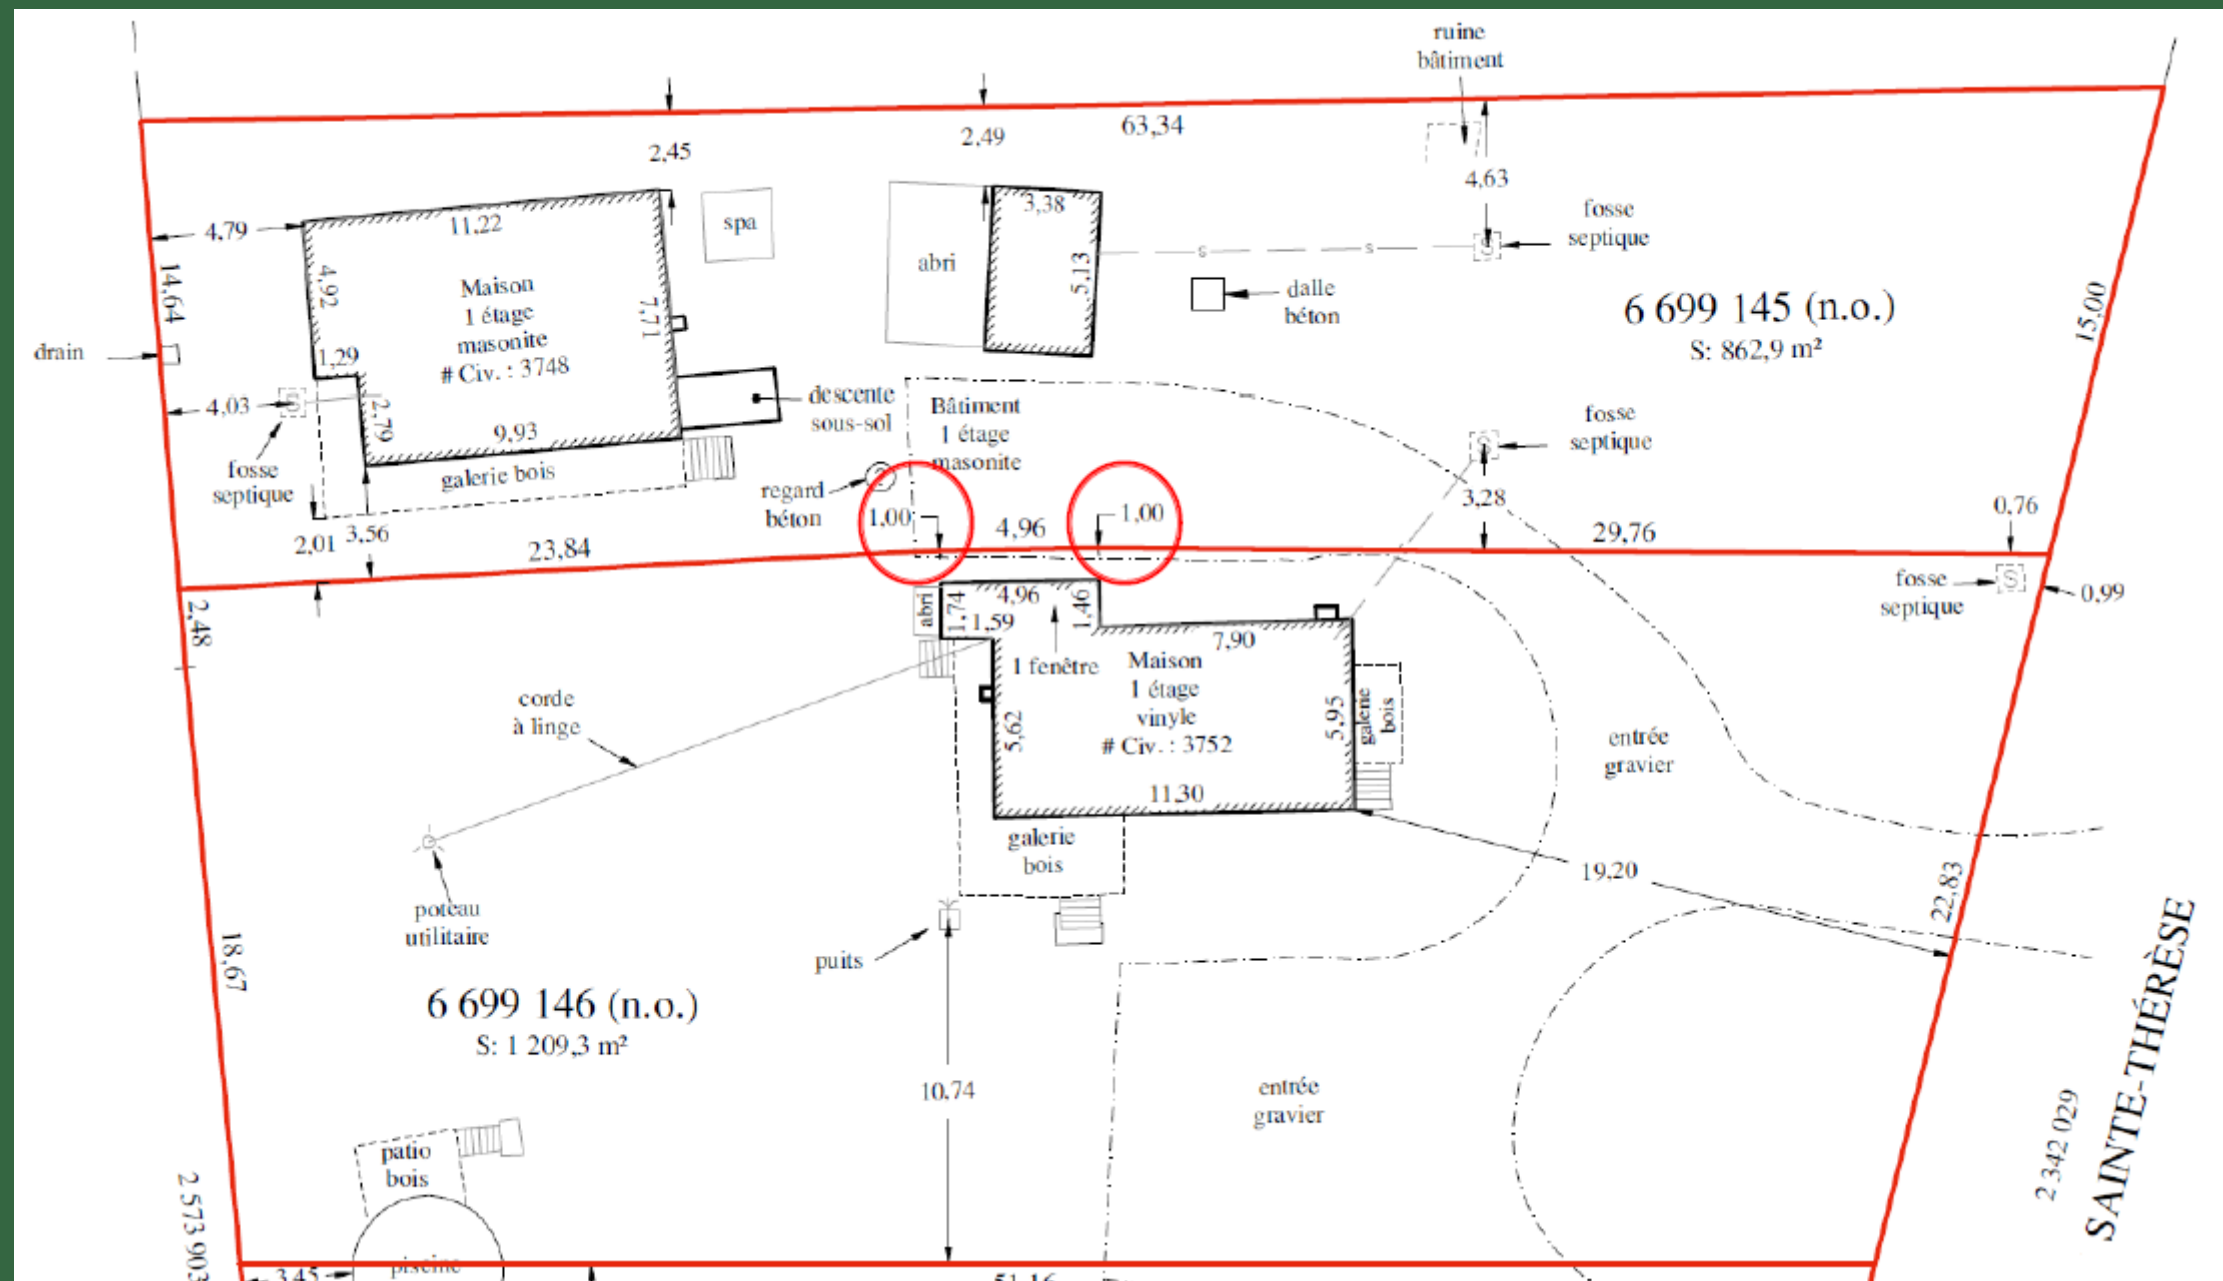 ruine
bâtiment
63,34
2,45
2,49
4,63
4,79
11,22
spa
3,38
abri
5,13
S
S
S
fosse
septique
14,64
4,92
Maison
1 étage
masonite
# Civ. : 3748
7,71
dalle
béton
6 699 145 (n.o.)
S: 862,9 m²
15,00
drain
1,29
4,03
2,79
9,93
descente
sous-sol
Bâtiment
1 étage
masonite
fosse
septique
S
fosse
septique
galerie bois
regard
béton
1,00
4,96
1,00
3,28
29,76
0,76
2,01
3,56
23,84
fosse
septique
S
0,99
2,48
abri
1,74
4,96
1,46
1,59
7,90
1 fenêtre
Maison
1 étage
vinyle
# Civ. : 3752
5,62
5,95
galerie
bois
corde
à linge
entrée
gravier
11,30
galerie
bois
19,20
22,83
poteau
utilitaire
18,67
puits
6 699 146 (n.o.)
S: 1 209,3 m²
10,74
entrée
gravier
SAINTE-THÉRÈSE
2 342 029
patio
bois
2 573 903
piscine
3,45
51,16